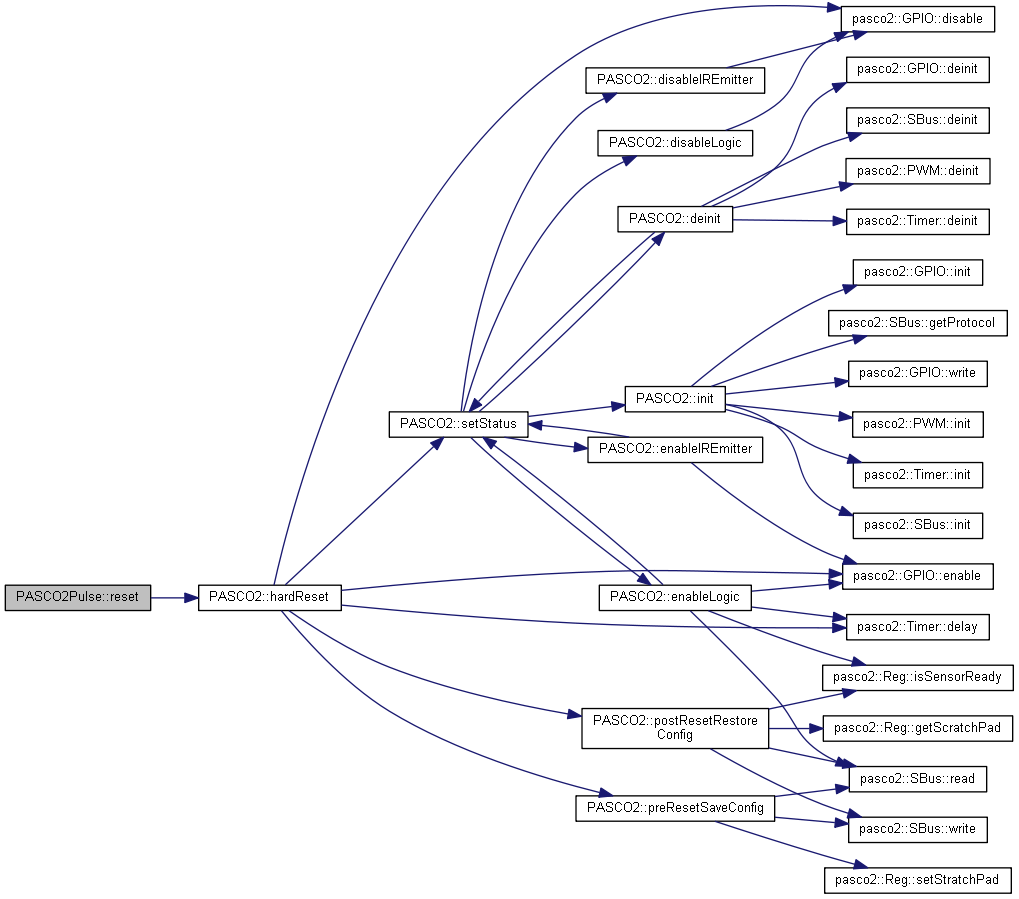 pasco2::GPIO::disable
PASCO2::disableIREmitter
pasco2::GPIO::deinit
pasco2::SBus::deinit
PASCO2::disableLogic
pasco2::PWM::deinit
PASCO2::deinit
pasco2::Timer::deinit
pasco2::GPIO::init
pasco2::SBus::getProtocol
pasco2::GPIO::write
PASCO2::init
PASCO2::setStatus
pasco2::PWM::init
PASCO2::enableIREmitter
pasco2::Timer::init
pasco2::SBus::init
pasco2::GPIO::enable
PASCO2Pulse::reset
PASCO2::hardReset
PASCO2::enableLogic
pasco2::Timer::delay
pasco2::Reg::isSensorReady
PASCO2::postResetRestore
Config
pasco2::Reg::getScratchPad
pasco2::SBus::read
PASCO2::preResetSaveConfig
pasco2::SBus::write
pasco2::Reg::setStratchPad